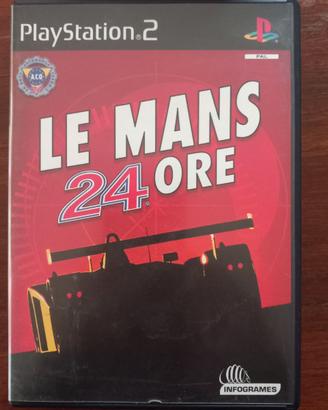 PlayStation®2
PAL
A.C.O
LE MANS
24 ORE
INFOGRAMES